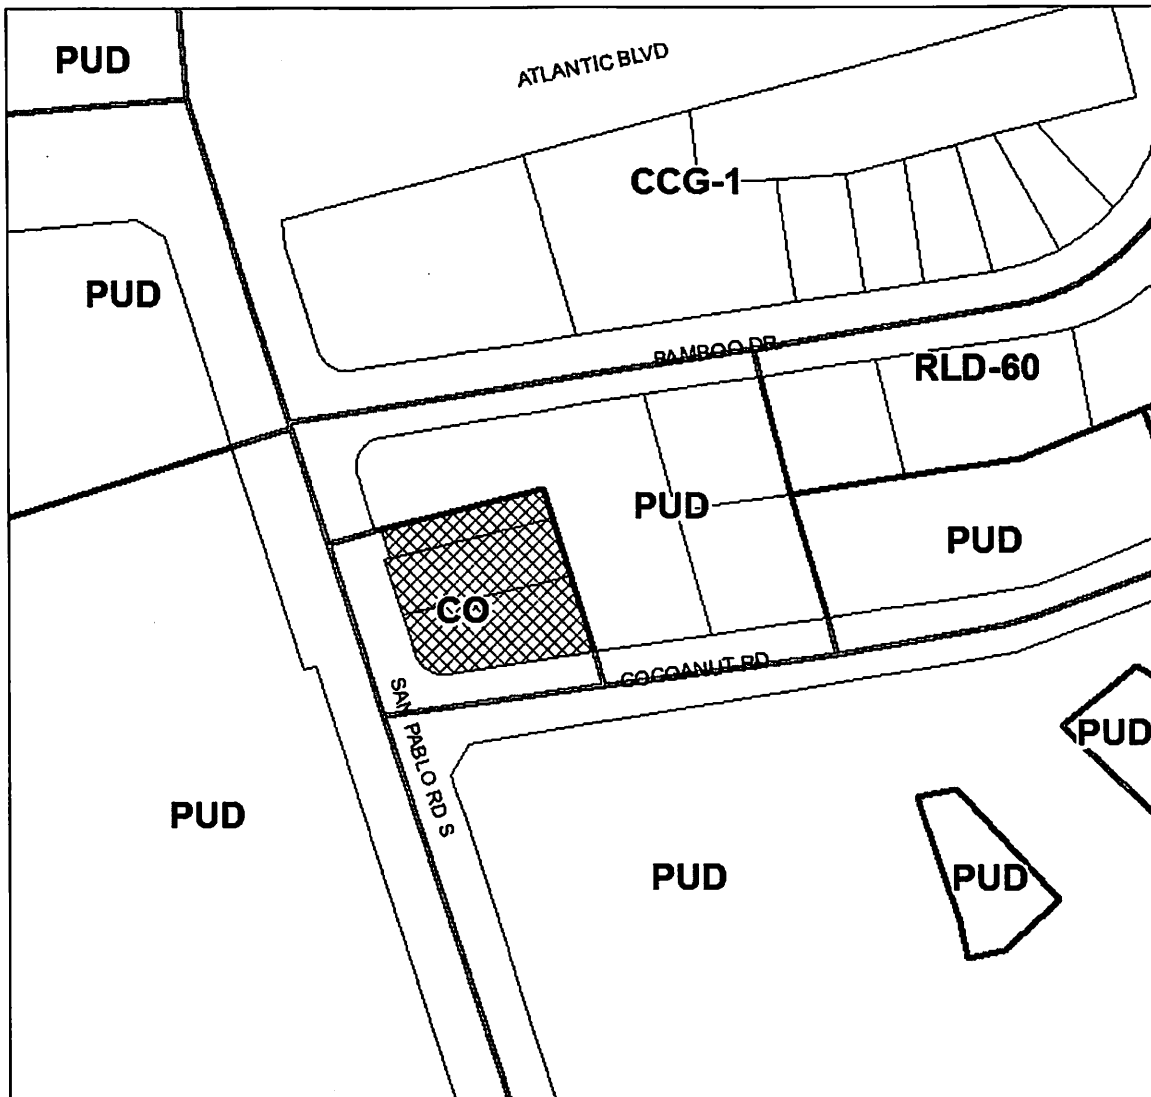 PUD
ATLANTIC BLVD
CCG-1
PUD
BAMBOO DR
RLD-60
PUD
PUD
CO
COCOANUT RD
SAN PABLO RD S
PUD
PUD
PUD
PUD